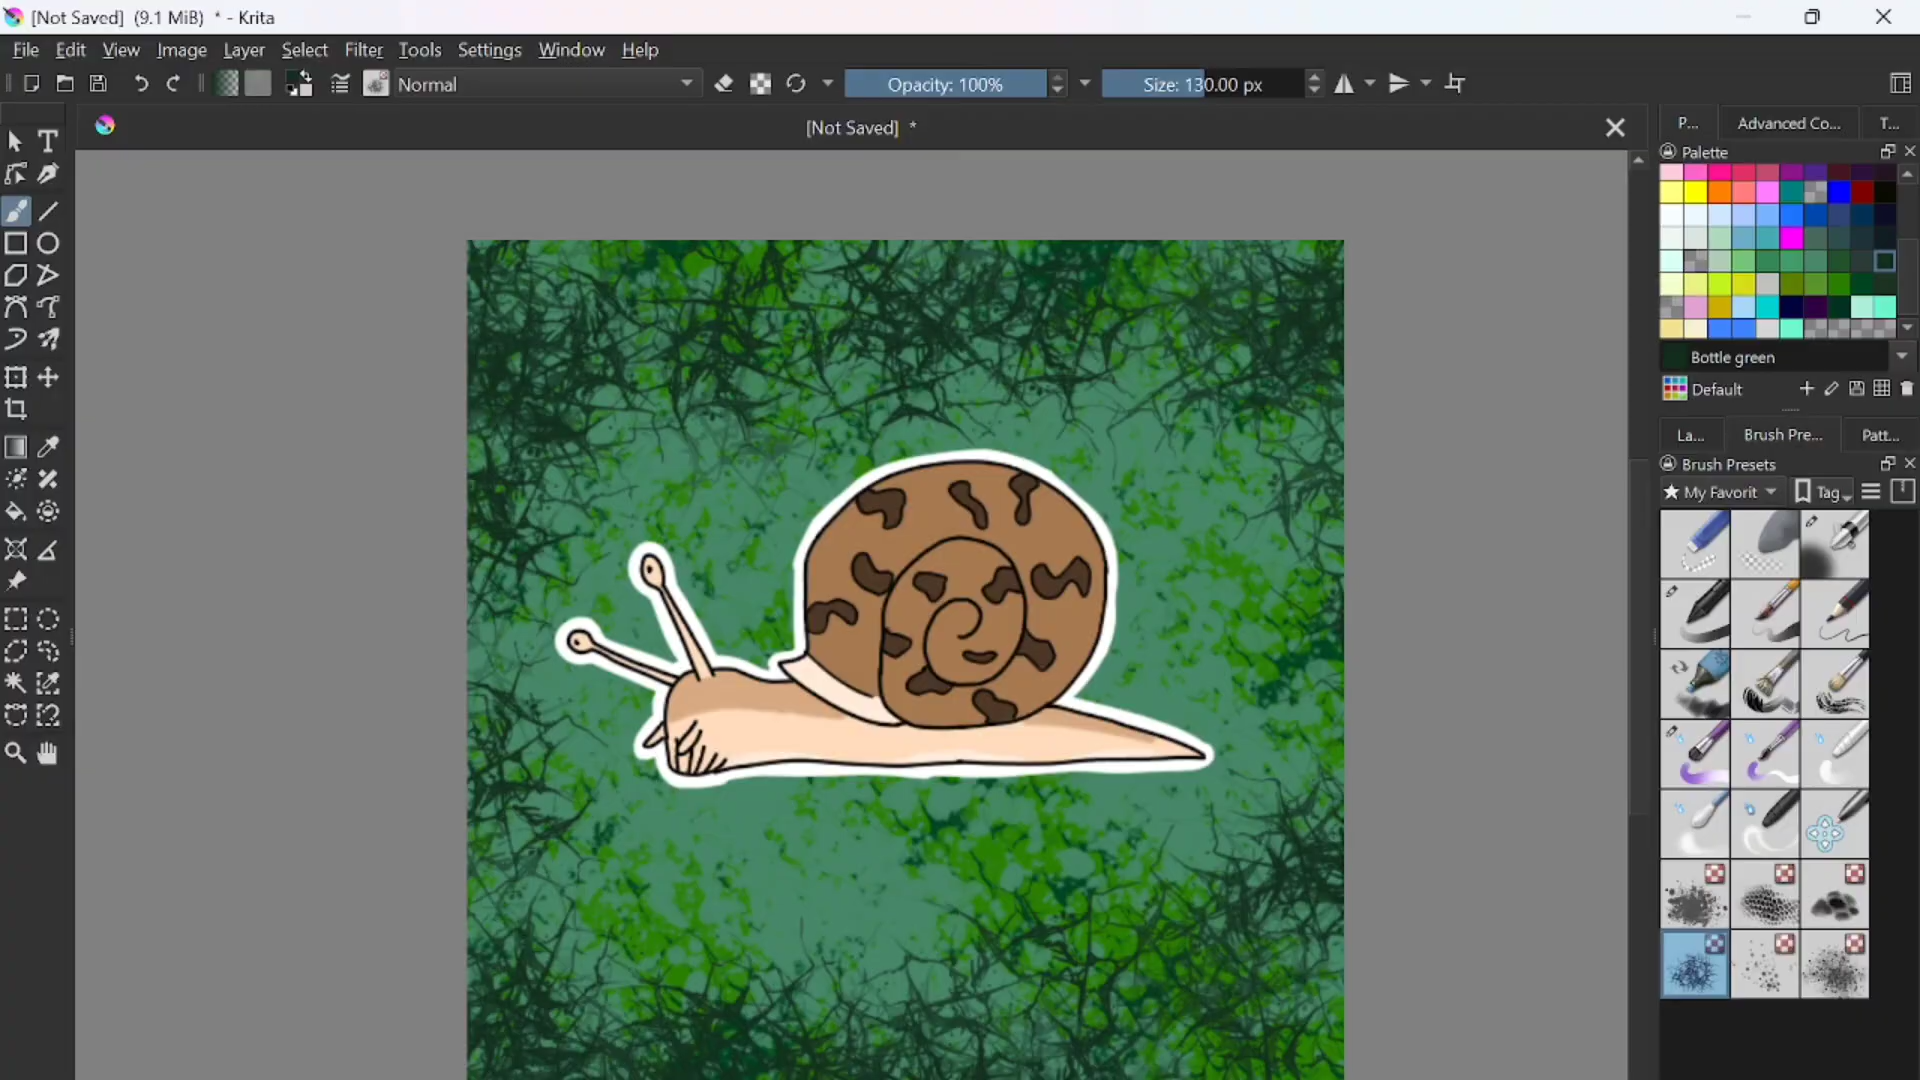 [Not Saved] (9.1 MiB) * - Krita
File Edit View Image Layer Select Filter Tools Settings Window Help
Normal Opacity: 100% Size: 130.00 px
[Not Saved] *
P... Advanced Co... T...
Palette
Bottle green
Default
La... Brush Pre... Patt...
Brush Presets
My Favorit Tag